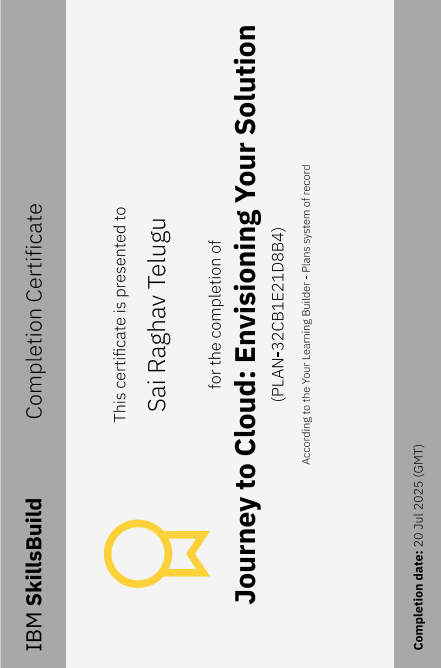 IBM SkillsBuild
Completion Certificate
This certificate is presented to
Sai Raghav Telugu
for the completion of
Journey to Cloud: Envisioning Your Solution
(PLAN-32CB1E21D8B4)
According to the Your Learning Builder - Plans system of record
Completion date: 20 Jul 2025 (GMT)